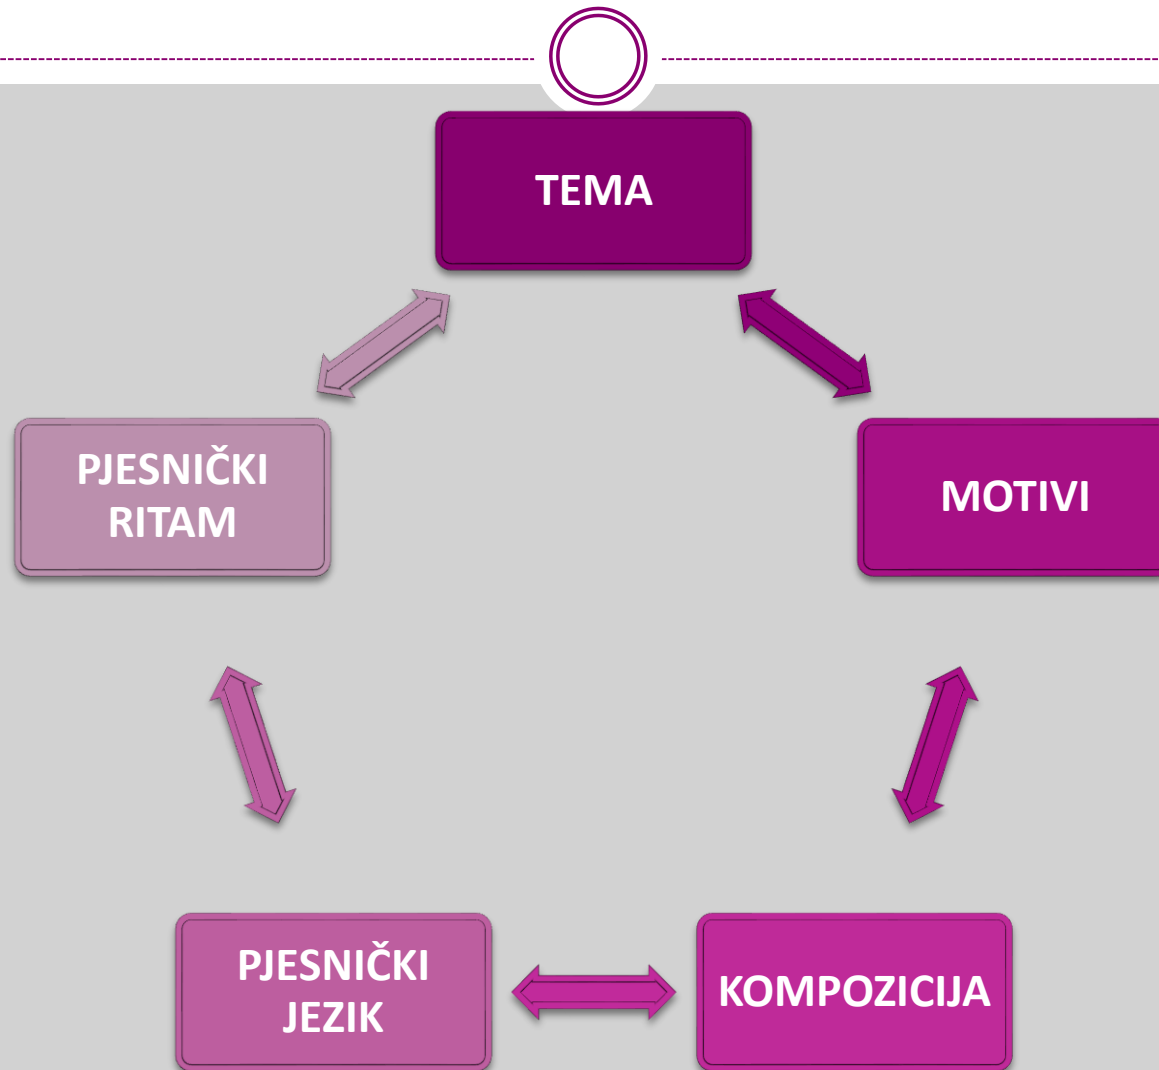 TEMA
PJESNIČKI
RITAM
MOTIVI
PJESNIČKI
JEZIK
KOMPOZICIJA